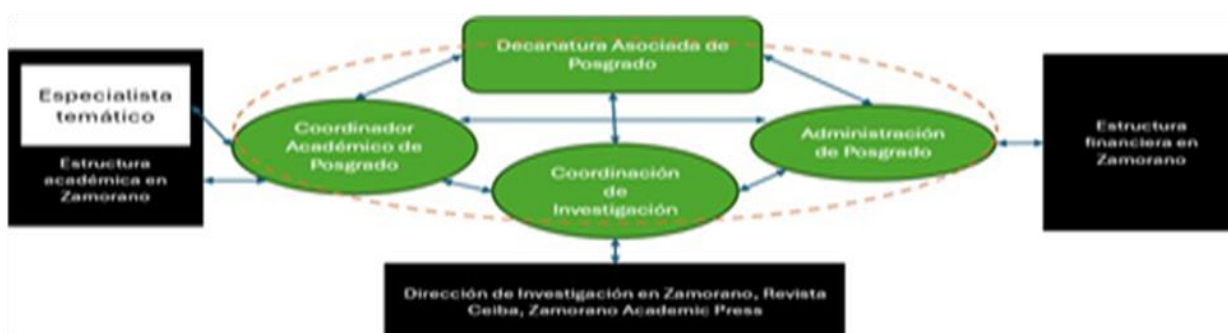 Decanatura Asociada de
Posgrado
Especialista
temático
Estructura
académica en
Zamorano
Coordinador
Académico de
Posgrado
Coordinación
de
Investigación
Administración
de Posgrado
Estructura
financiera en
Zamorano
Dirección de Investigación en Zamorano, Revista
Ceiba, Zamorano Academic Press